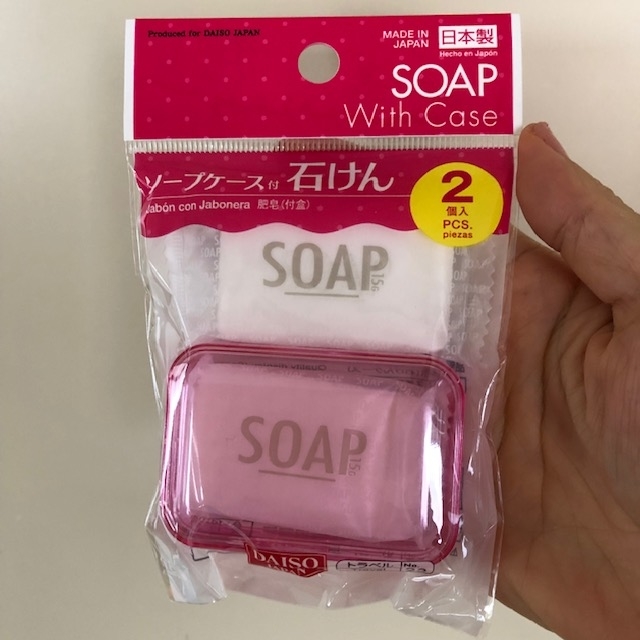 Produced for DAISO JAPAN
MADE IN JAPAN
日本製
Hecho en Japón
SOAP
With Case
ソープケース付 石けん
Jabón con Jabonera 肥皂(付盒)
2
個入
PCS.
piezas
SOAP 15g
SOAP 15g
DAISO
JAPAN
トラベル
No.